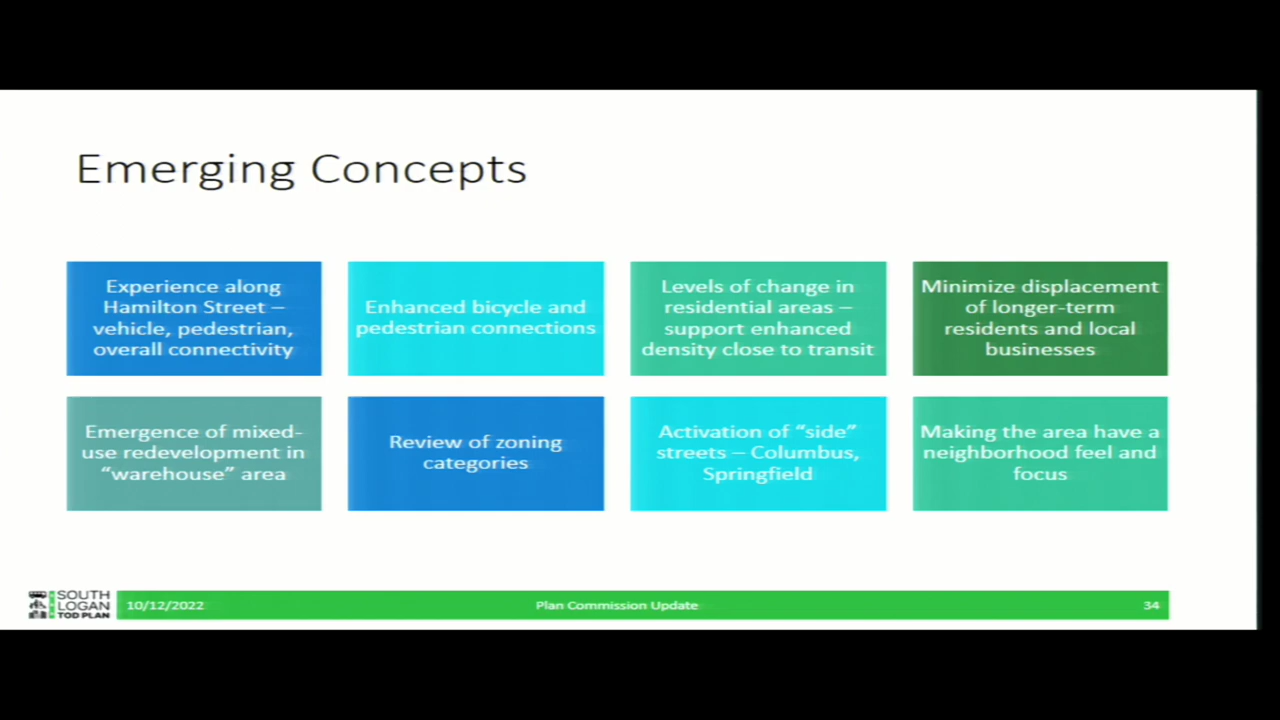 Emerging Concepts
Experience along
Hamilton Street –
vehicle, pedestrian,
overall connectivity
Enhanced bicycle and
pedestrian connections
Levels of change in
residential areas –
support enhanced
density close to transit
Minimize displacement
of longer-term
residents and local
businesses
Emergence of mixed-
use redevelopment in
“warehouse” area
Review of zoning
categories
Activation of “side”
streets – Columbus,
Springfield
Making the area have a
neighborhood feel and
focus
SOUTH
LOGAN
TOD PLAN
10/12/2022
Plan Commission Update
34